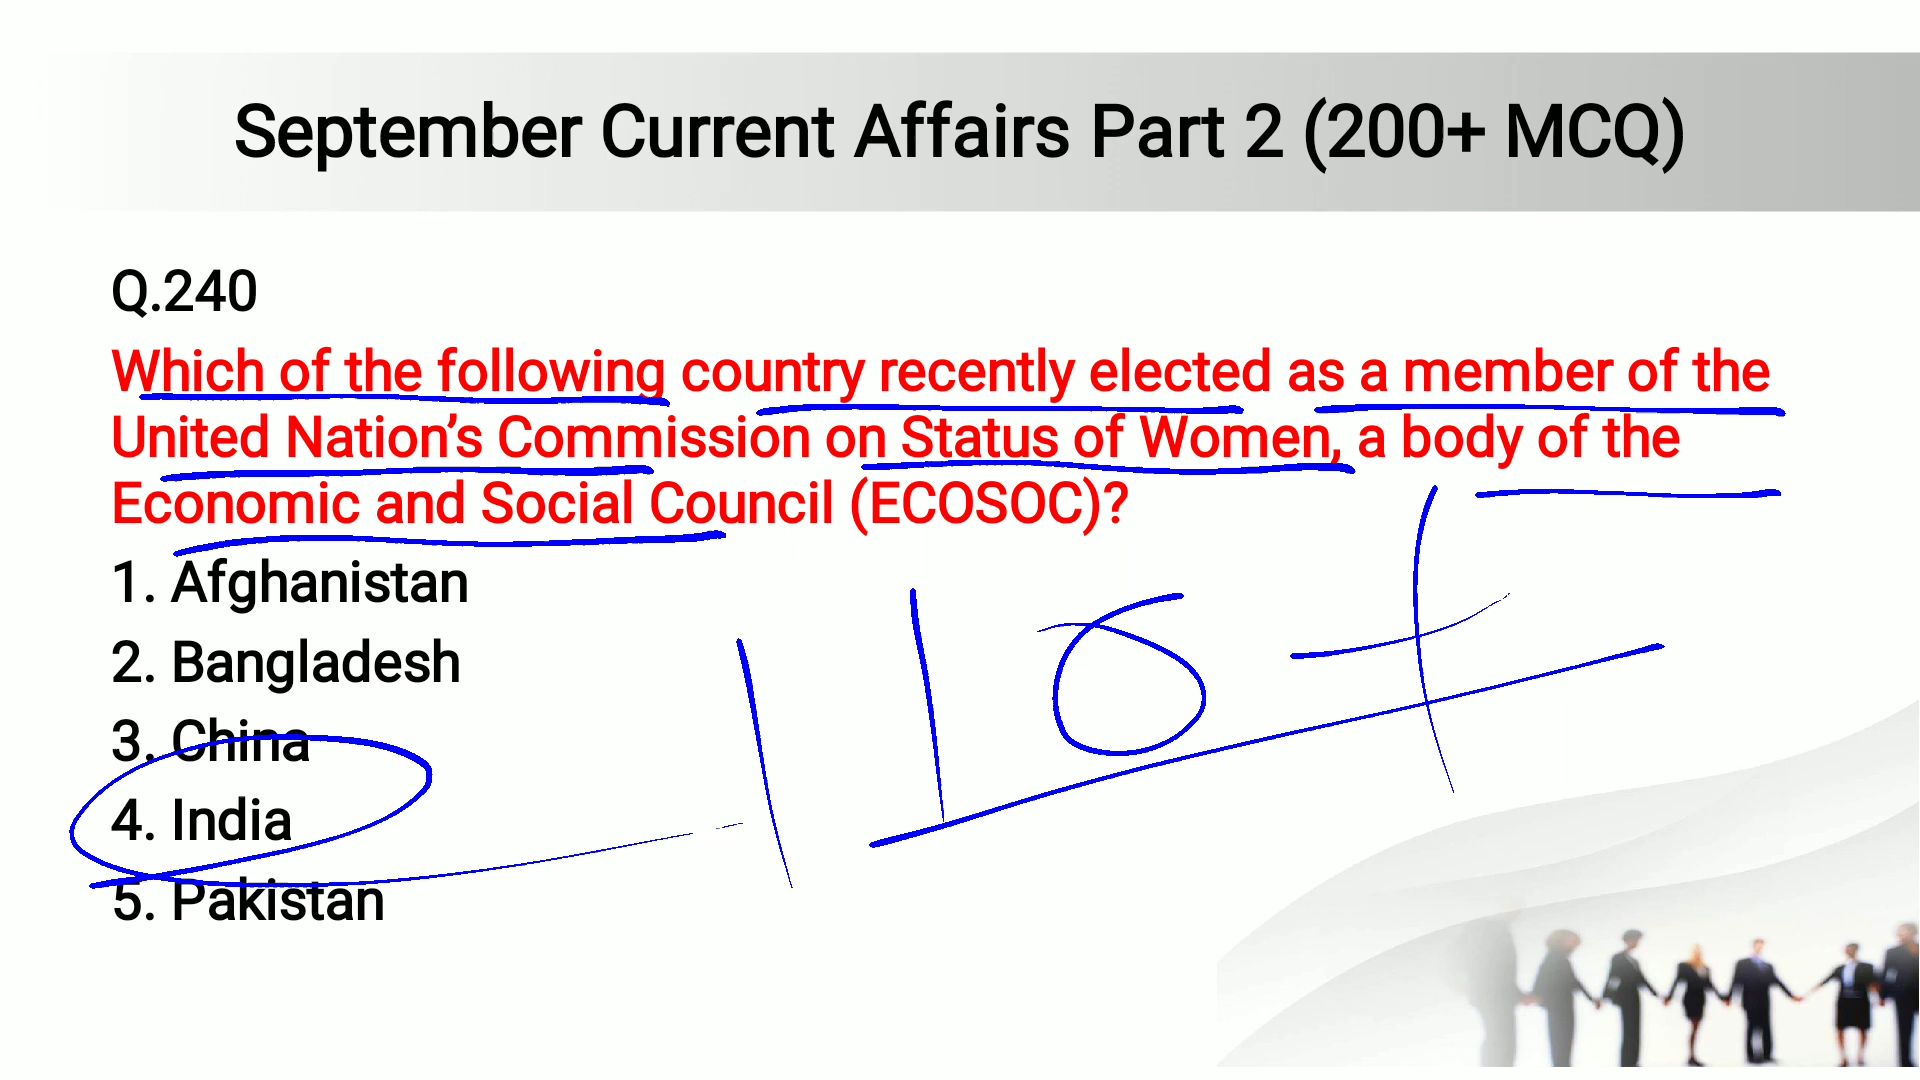 September Current Affairs Part 2 (200+ MCQ)
Q.240
Which of the following country recently elected as a member of the
United Nation’s Commission on Status of Women, a body of the
Economic and Social Council (ECOSOC)?
1. Afghanistan
2. Bangladesh
3. China
4. India
5. Pakistan